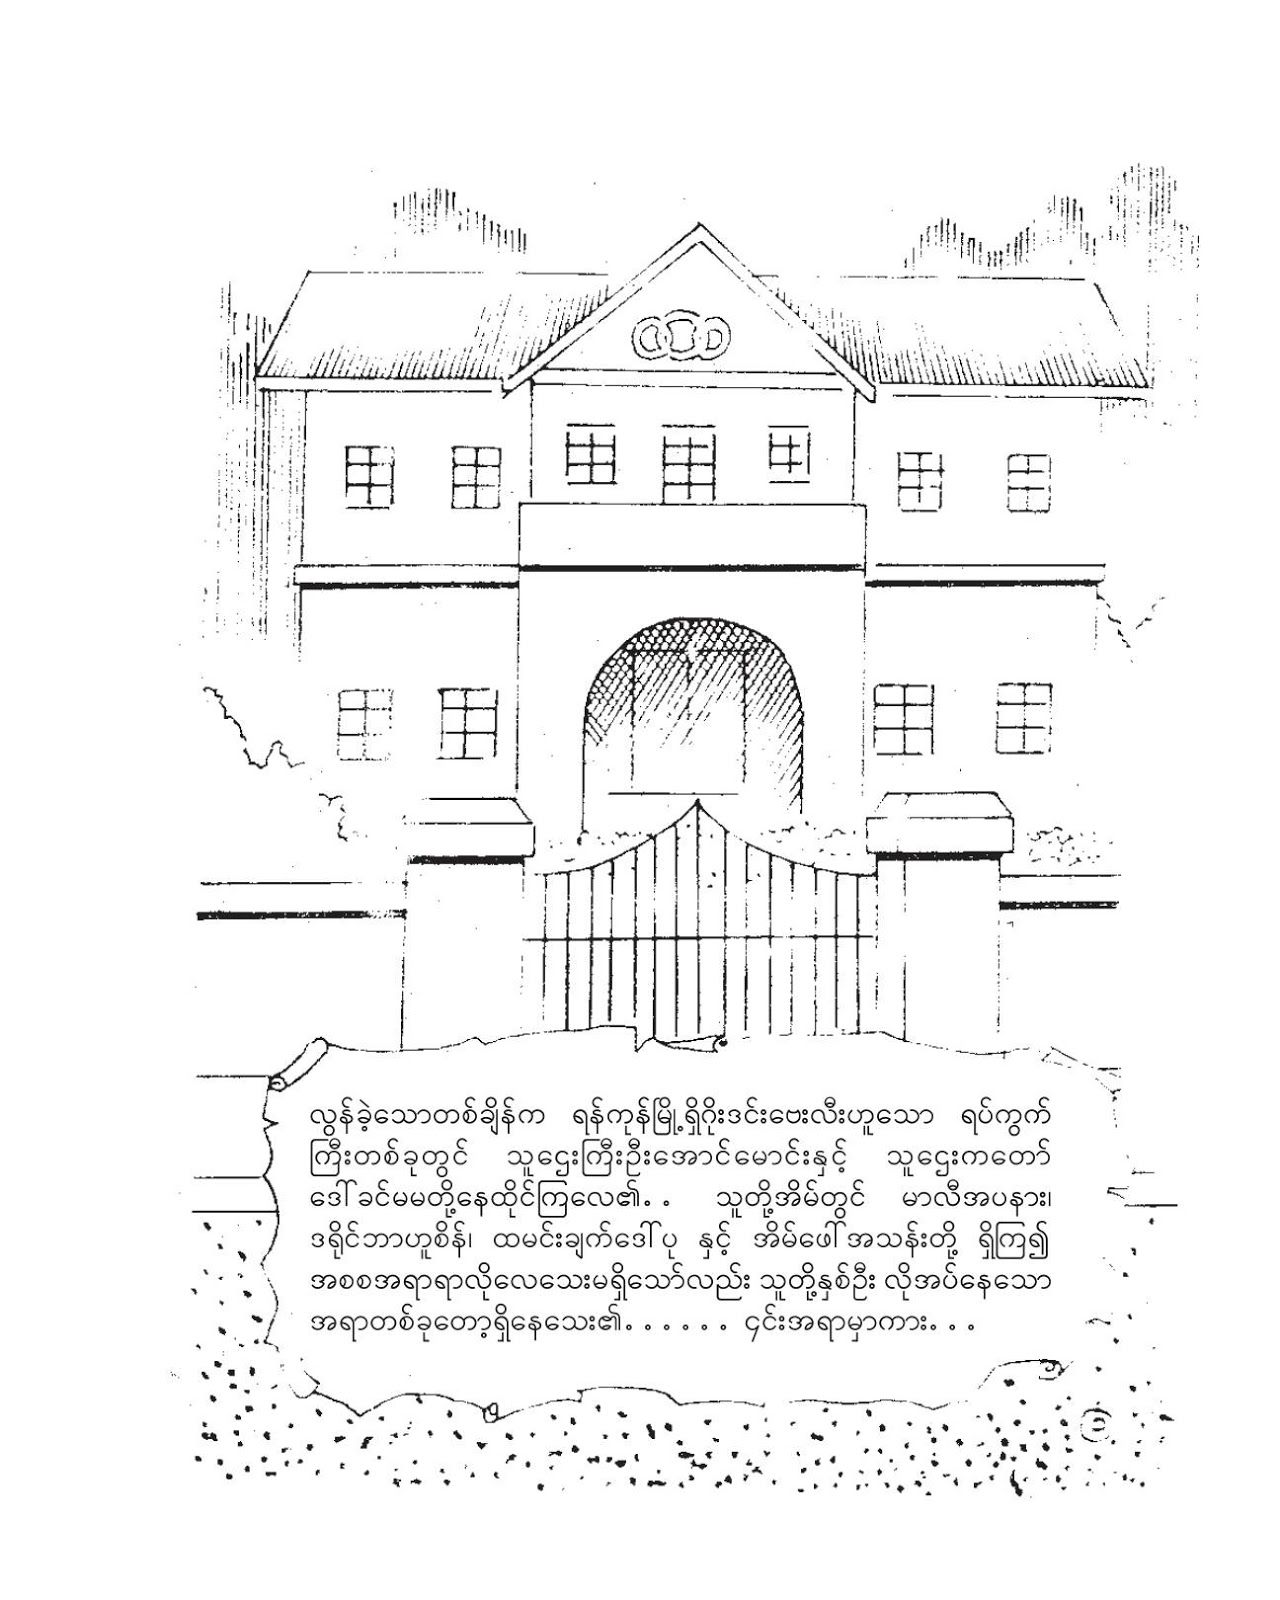 လွန်ခဲ့သောတစ်ချိန်က ရန်ကုန်မြို့ရှိဂိုးဒင်းဗေးလီးဟူသော ရပ်ကွက်
ကြီးတစ်ခုတွင် သူဌေးကြီးဦးအောင်မောင်းနှင့် သူဌေးကတော်
ဒေါ်ခင်မမတို့နေထိုင်ကြလေ၏. . သူတို့အိမ်တွင် မာလီအပနား၊
ဒရိုင်ဘာဟူစိန်၊ ထမင်းချက်ဒေါ်ပု နှင့် အိမ်ဖော်အသန်းတို့ ရှိကြ၍
အစစအရာရာလိုလေသေးမရှိသော်လည်း သူတို့နှစ်ဦး လိုအပ်နေသော
အရာတစ်ခုတော့ရှိနေသေး၏. . . . . . ၎င်းအရာမှာကား. . .